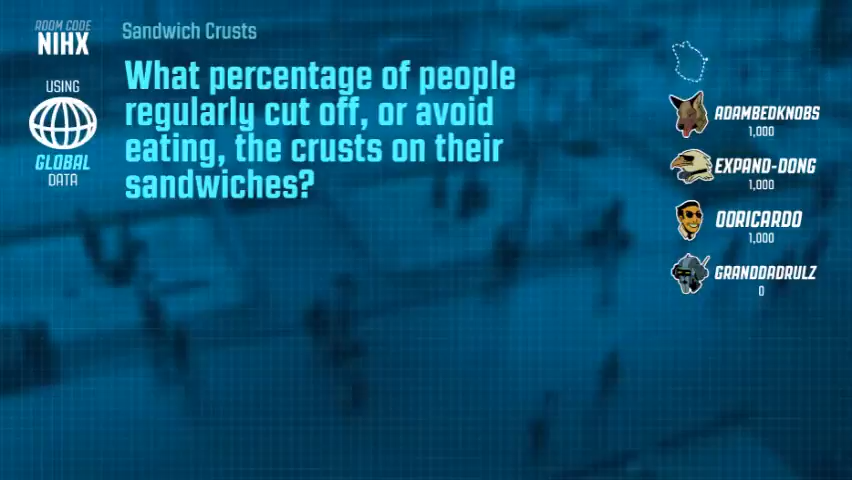 ROOM CODE
NIHX
USING
GLOBAL
DATA
Sandwich Crusts
What percentage of people
regularly cut off, or avoid
eating, the crusts on their
sandwiches?
ADAMBEDKNOBS
1,000
EXPAND-DONG
1,000
OORICARDO
1,000
GRANDDADRULZ
0